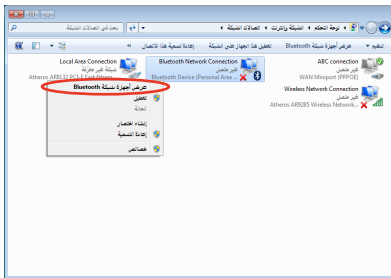 لوحة التحكم ◂ الشبكة وإنترنت ◂ اتصالات الشبكة
بحث في اتصالات الشبكة
تنظيم
عرض أجهزة شبكة Bluetooth
تعطيل هذا الجهاز على الشبكة
إعادة تسمية هذا الاتصال
»
ABC connection
غير متصل
WAN Miniport (PPPOE)
Bluetooth Network Connection
غير متصل
Bluetooth Device (Personal Area ...
Local Area Connection
شبكة غير معرّفة
Atheros AR8132 PCI-E Fast Ethern...
Wireless Network Connection
غير متصل
Atheros AR9285 Wireless Network...
عرض أجهزة شبكة Bluetooth
تعطيل
الحالة
إنشاء اختصار
إعادة التسمية
خصائص